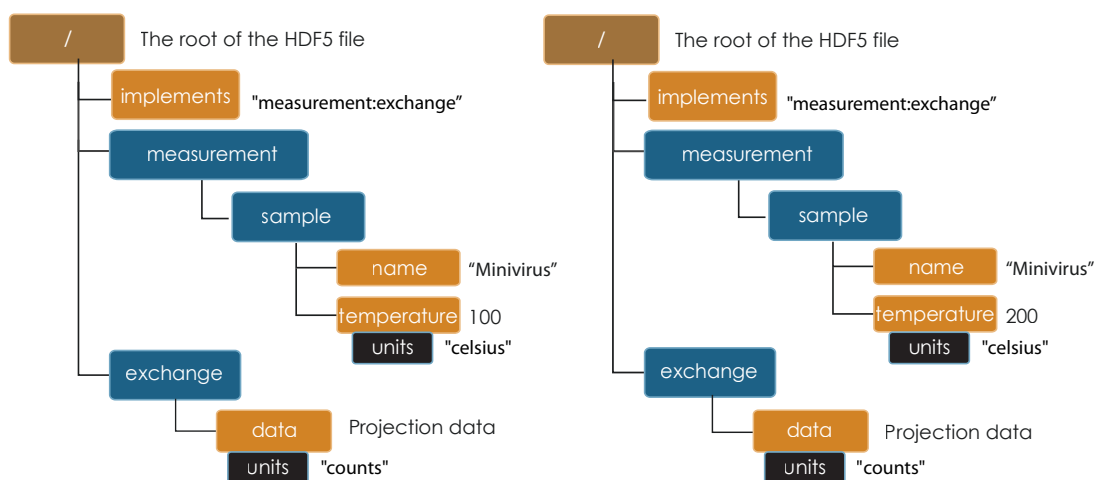 / The root of the HDF5 file
implements "measurement:exchange”
measurement
sample
name “Minivirus”
temperature 100
units "celsius"
exchange
data Projection data
units "counts"
/ The root of the HDF5 file
implements "measurement:exchange”
measurement
sample
name “Minivirus”
temperature 200
units "celsius"
exchange
data Projection data
units "counts"